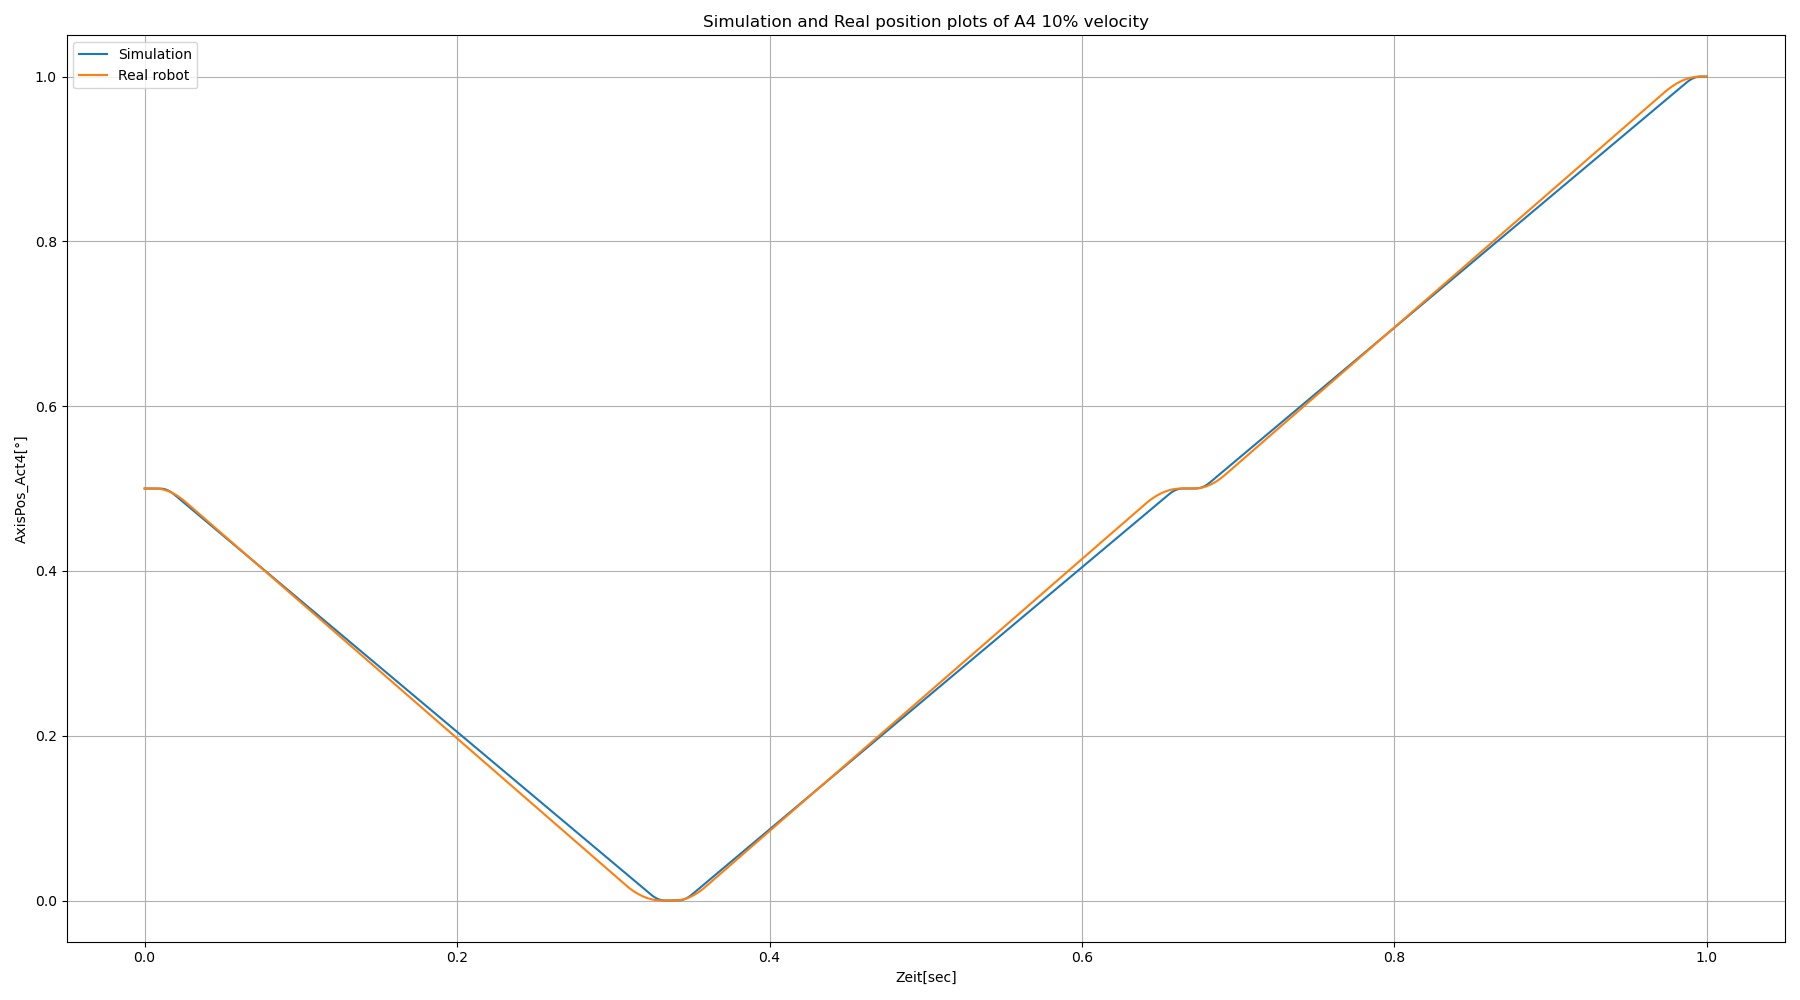 Simulation and Real position plots of A4 10% velocity
Simulation
Real robot
1.0
0.8
0.6
0.4
0.2
0.0
AxisPos_Act4[°]
0.0 0.2 0.4 0.6 0.8 1.0
Zeit[sec]